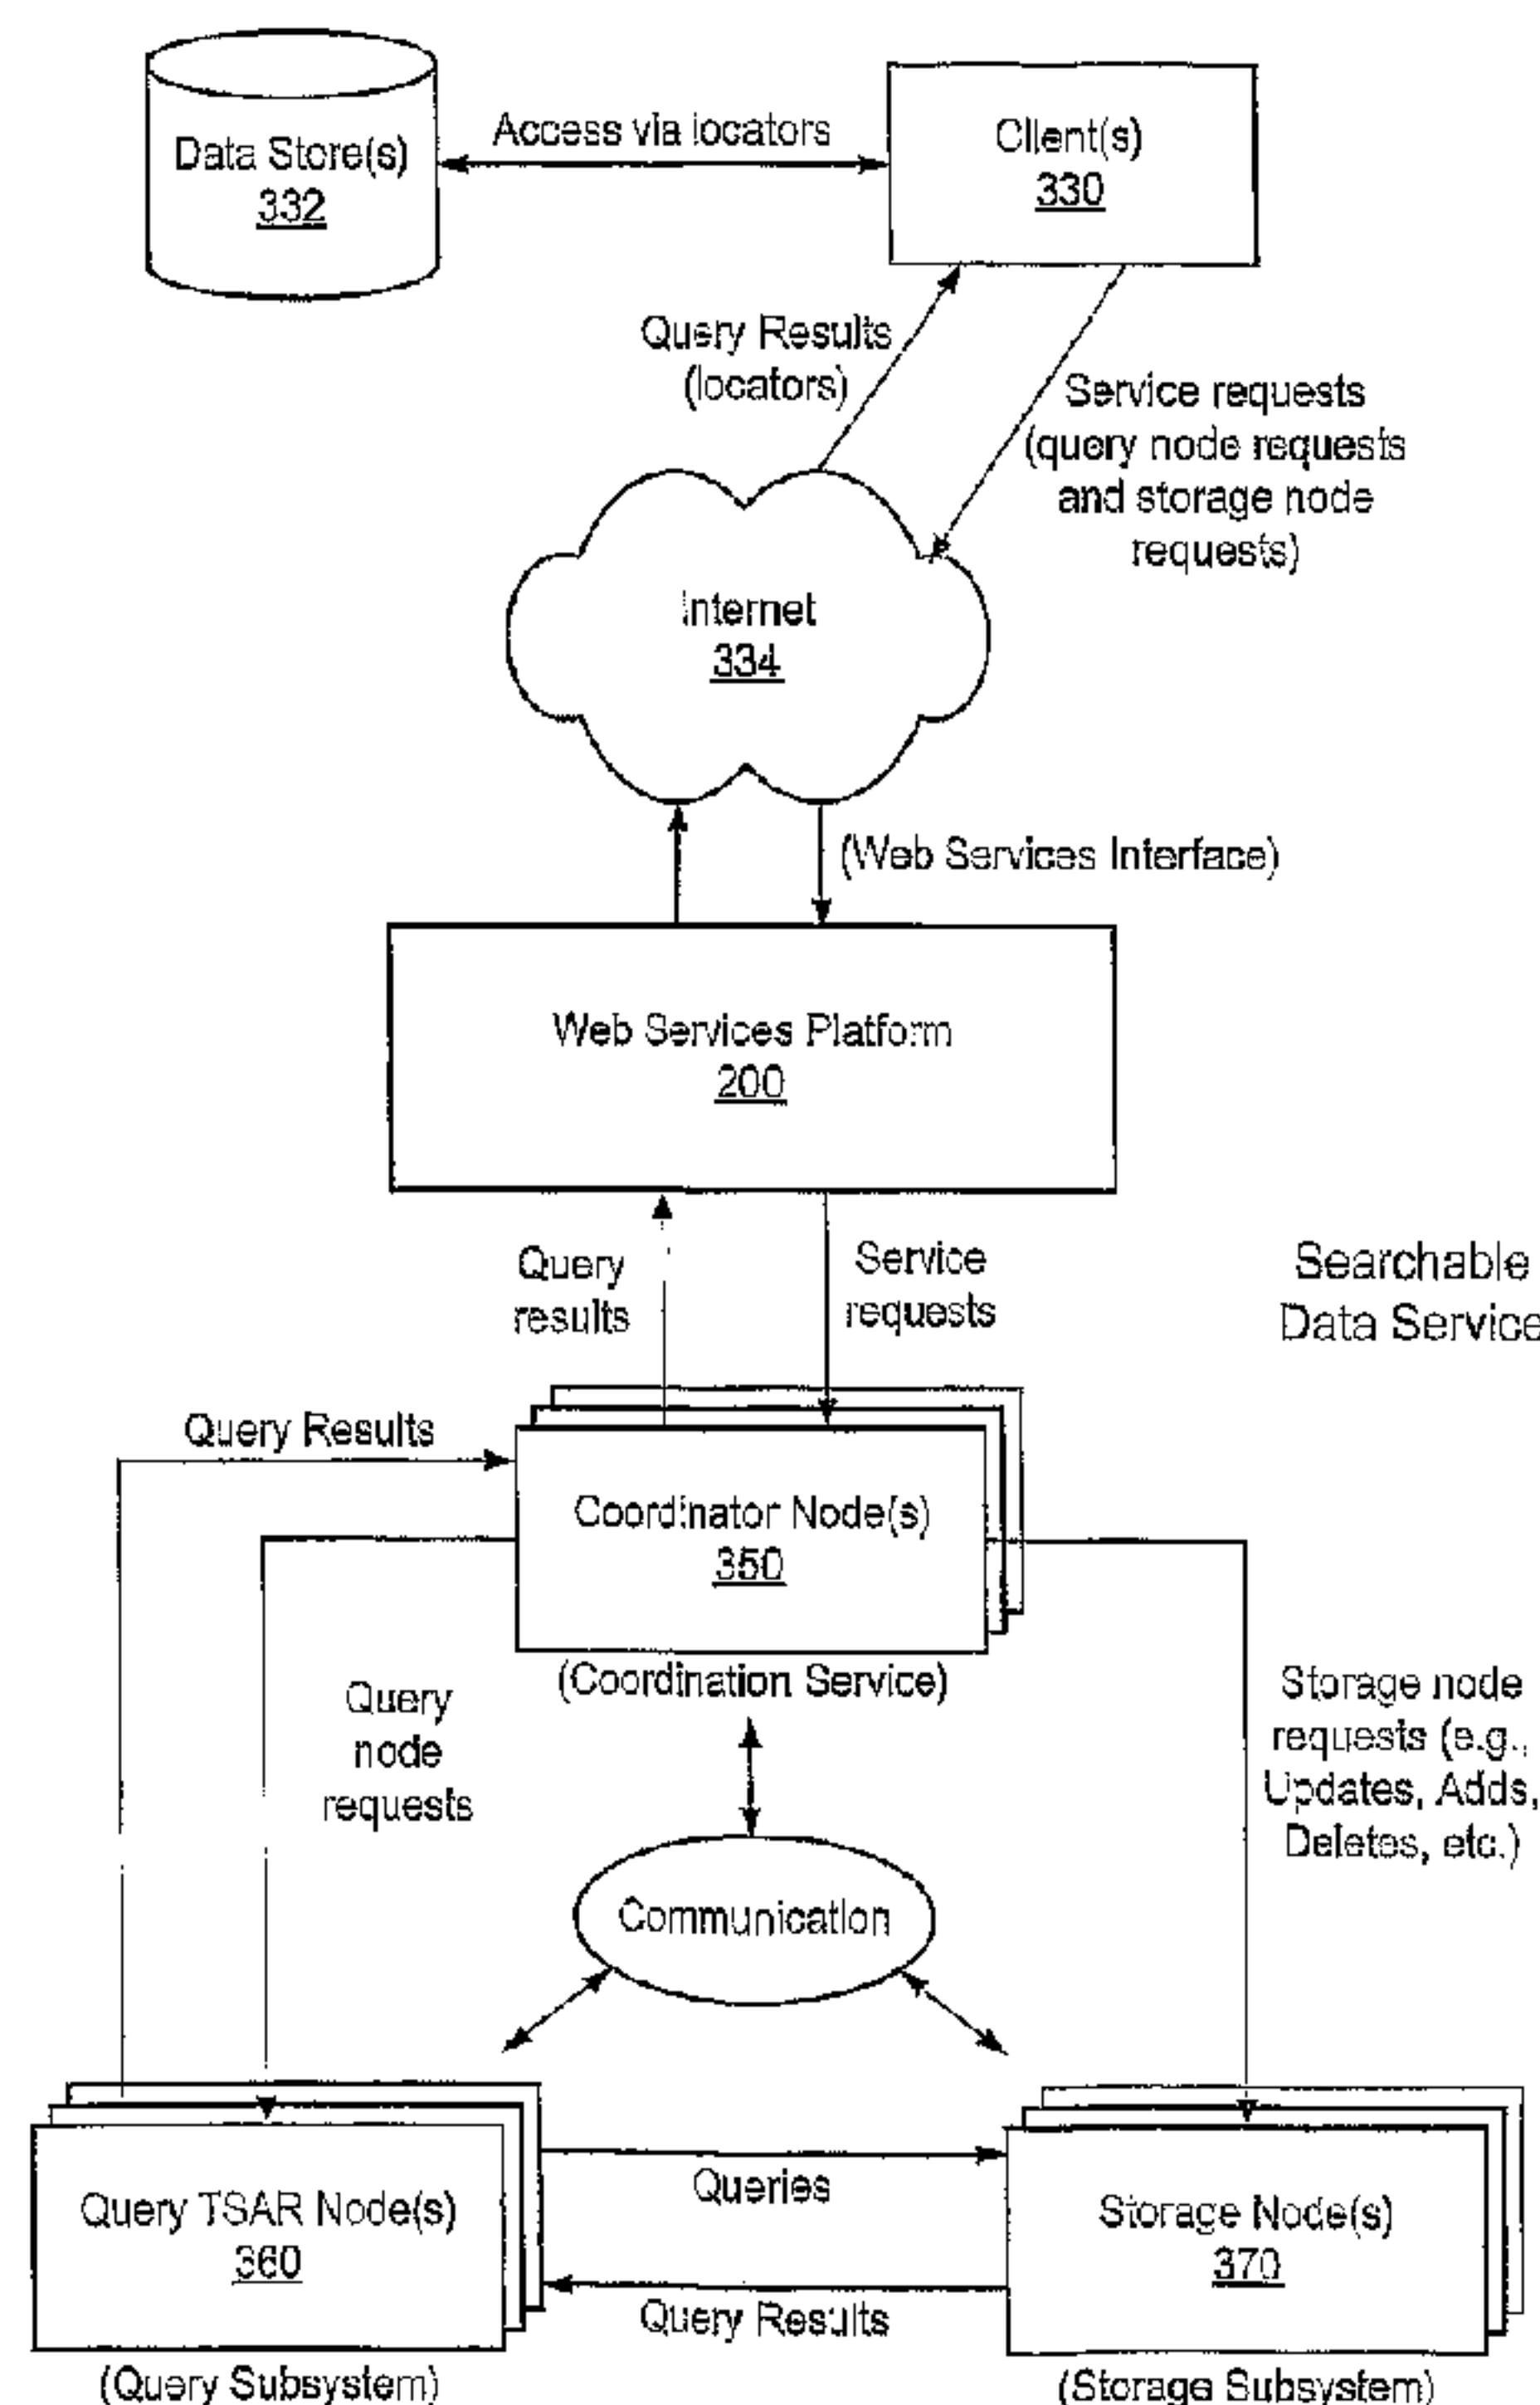 Data Store(s)
332
Access via locators
Client(s)
330
Query Results
(locators)
Service requests
(query node requests
and storage node
requests)
Internet
334
(Web Services Interface)
Web Services Platform
200
Query
results
Service
requests
Searchable
Data Service
Query Results
Coordinator Node(s)
350
(Coordination Service)
Query
node
requests
Storage node
requests (e.g.,
Updates, Adds,
Deletes, etc.)
Communication
Query TSAR Node(s)
360
Queries
Storage Node(s)
370
Query Results
(Query Subsystem)
(Storage Subsystem)